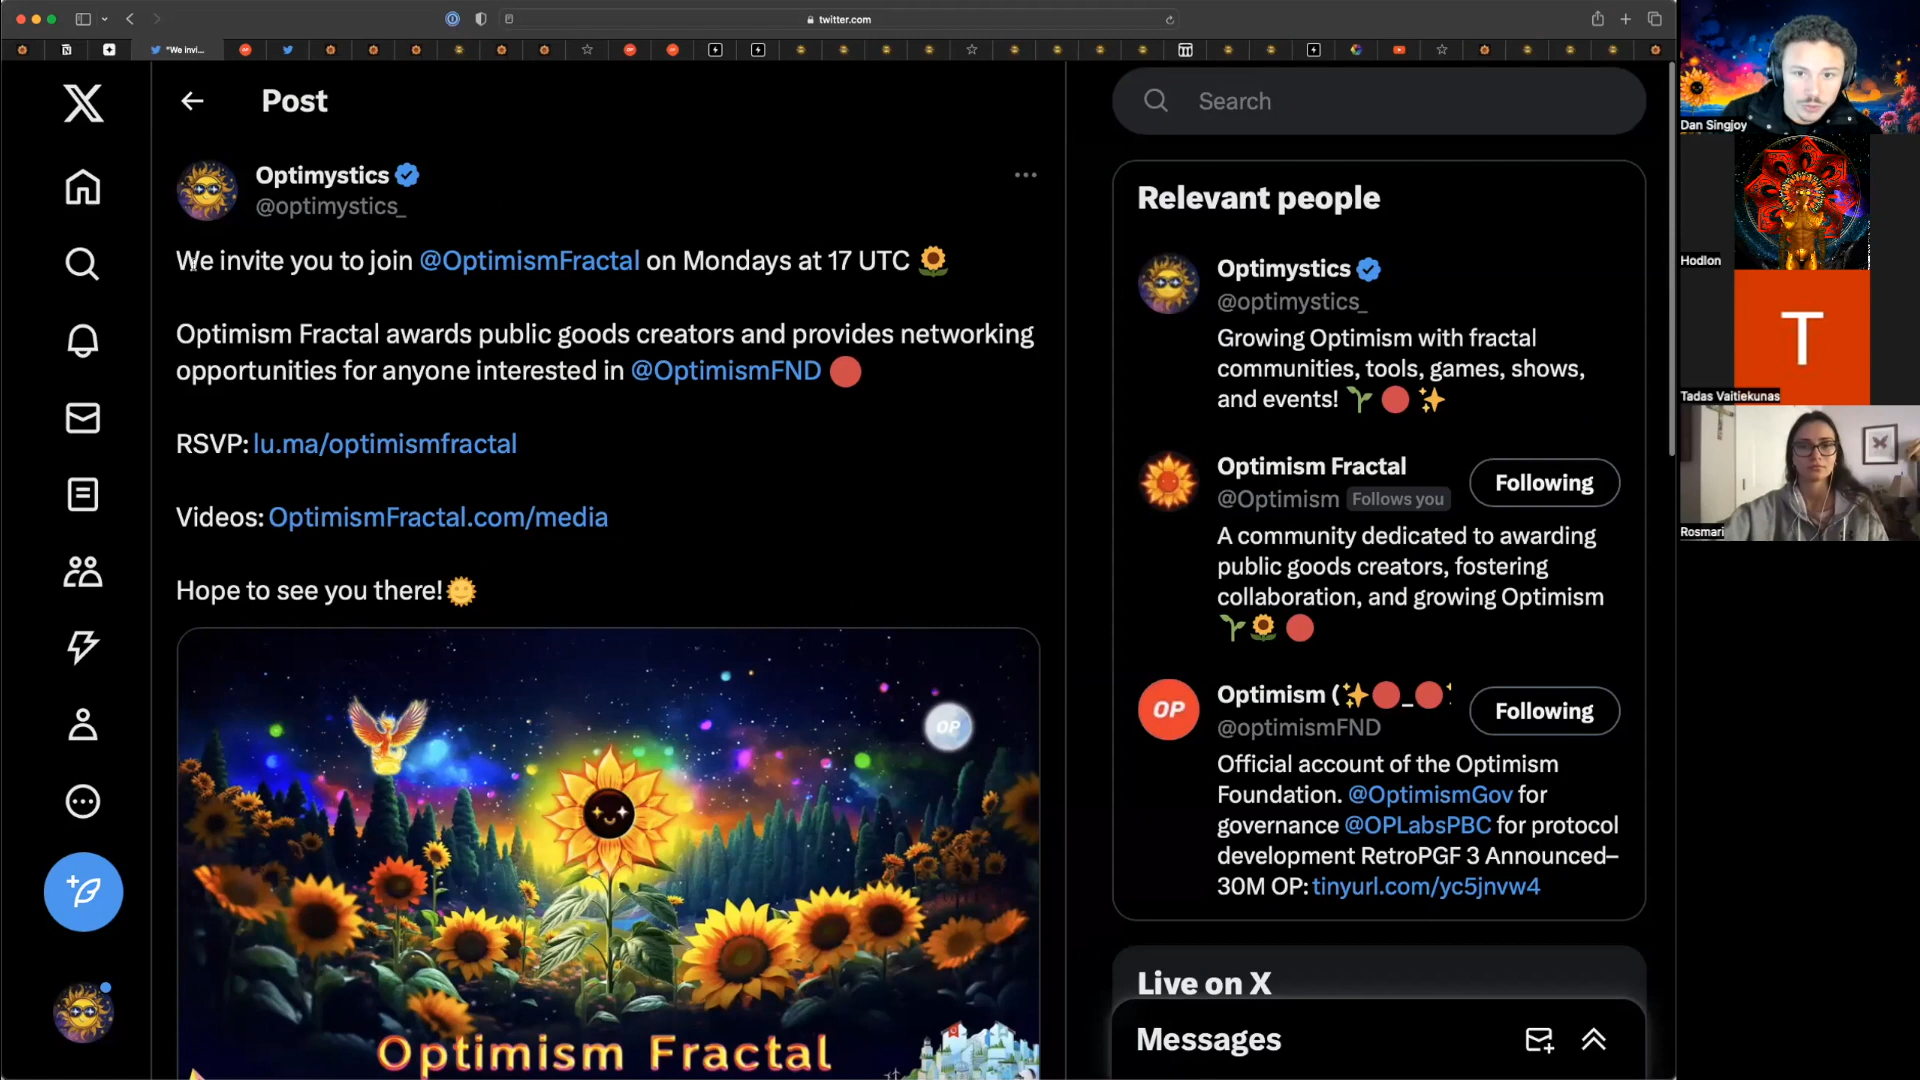 twitter.com
"We invi...
Post
Search
Optimystics
@optimystics_
We invite you to join @OptimismFractal on Mondays at 17 UTC
Optimism Fractal awards public goods creators and provides networking
opportunities for anyone interested in @OptimismFND
RSVP: lu.ma/optimismfractal
Videos: OptimismFractal.com/media
Hope to see you there!
OP
Optimism Fractal
Relevant people
Optimystics
@optimystics_
Growing Optimism with fractal
communities, tools, games, shows,
and events!
Optimism Fractal
@Optimism Follows you
Following
A community dedicated to awarding
public goods creators, fostering
collaboration, and growing Optimism
OP
Optimism (✨🔴_🔴
@optimismFND
Following
Official account of the Optimism
Foundation. @OptimismGov for
governance @OPLabsPBC for protocol
development RetroPGF 3 Announced–
30M OP: tinyurl.com/yc5jnvw4
Live on X
Messages
Dan Singjoy
Hodlon
T
Tadas Vaitiekunas
Rosmari